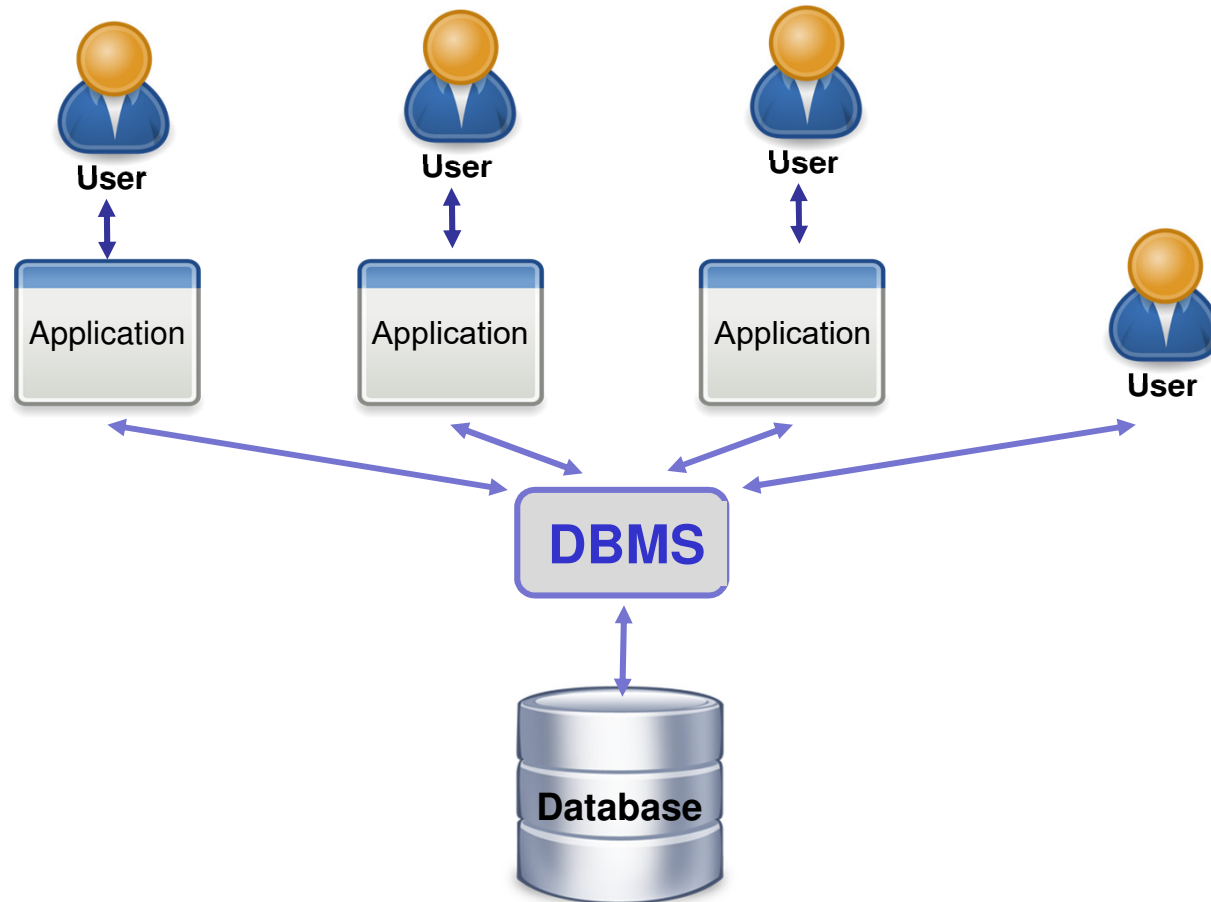 User
User
User
Application
Application
Application
User
DBMS
Database